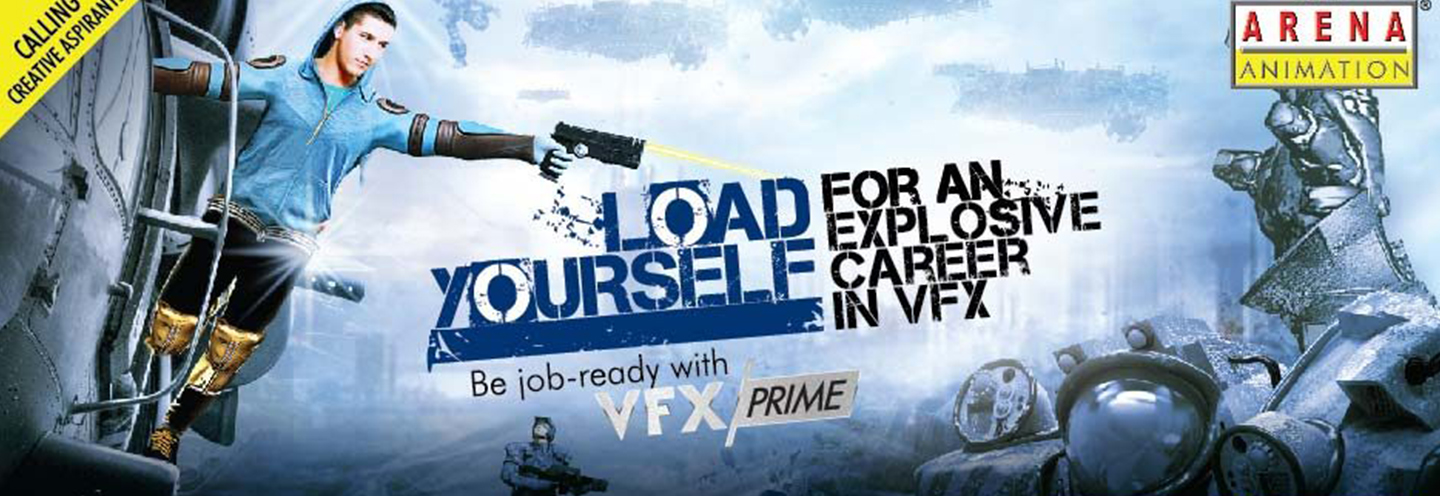 CALLING
CREATIVE ASPIRANTS
ARENA
ANIMATION
®
LOAD
YOURSELF
FOR AN
EXPLOSIVE
CAREER
IN VFX
Be job-ready with
VFX PRIME